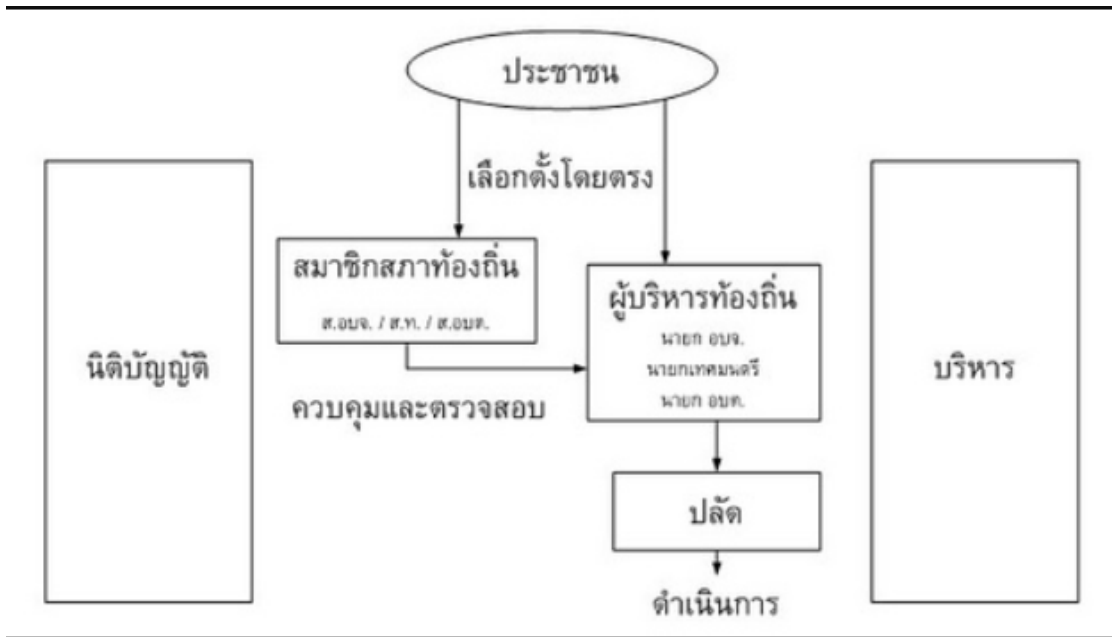 ประชาชน
เลือกตั้งโดยตรง
สมาชิกสภาท้องถิ่น
ส.อบจ. / ส.ท. / ส.อบต.
ผู้บริหารท้องถิ่น
นายก อบจ.
นายกเทศมนตรี
นายก อบต.
นิติบัญญัติ
บริหาร
ควบคุมและตรวจสอบ
ปลัด
ดำเนินการ